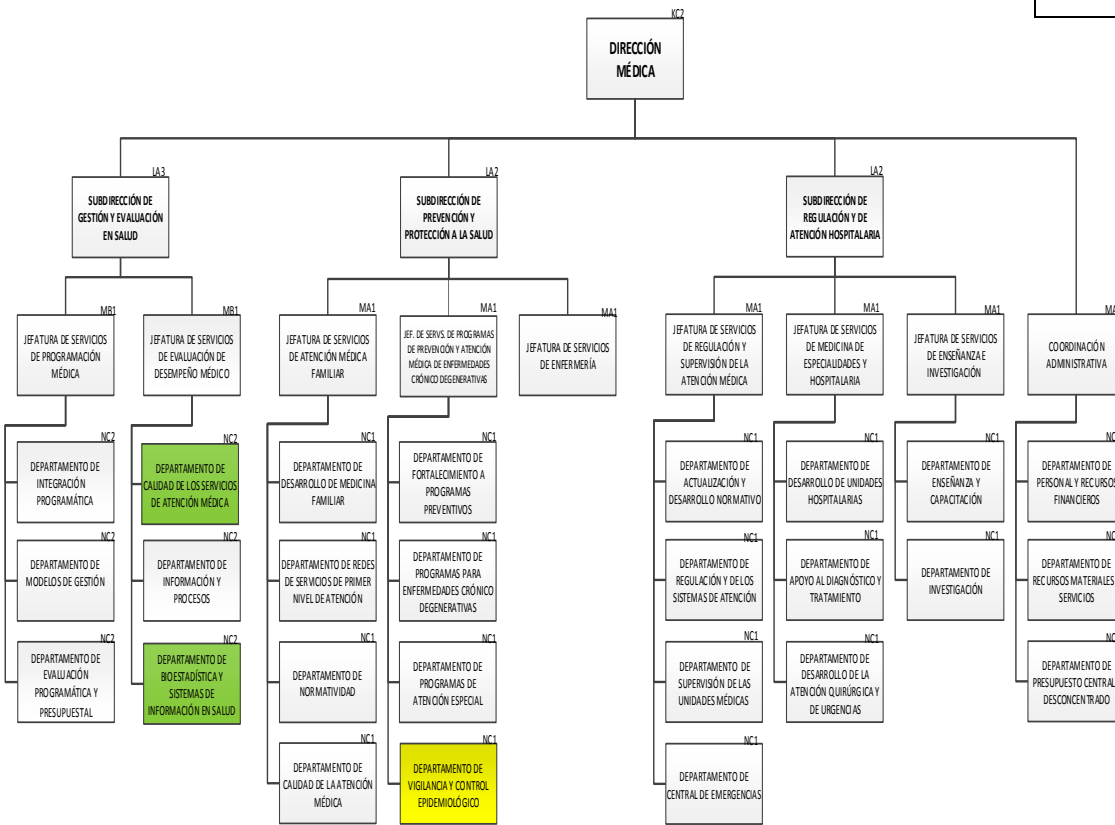 KC2
DIRECCIÓN
MÉDICA
LA3
SUBDIRECCIÓN DE
GESTIÓN Y EVALUACIÓN
EN SALUD
LA2
SUBDIRECCIÓN DE
PREVENCIÓN Y
PROTECCIÓN A LA SALUD
LA2
SUBDIRECCIÓN DE
REGULACIÓN Y DE
ATENCIÓN HOSPITALARIA
MB1
JEFATURA DE SERVICIOS
DE PROGRAMACIÓN
MÉDICA
MB1
JEFATURA DE SERVICIOS
DE EVALUACIÓN DE
DESEMPEÑO MÉDICO
MA1
JEFATURA DE SERVICIOS
DE ATENCIÓN MÉDICA
FAMILIAR
MA1
JEF. DE SERVS. DE PROGRAMAS
DE PREVENCIÓN Y ATENCIÓN
MÉDICA DE ENFERMEDADES
CRÓNICO DEGENERATIVAS
MA1
JEFATURA DE SERVICIOS
DE ENFERMERÍA
MA1
JEFATURA DE SERVICIOS
DE REGULACIÓN Y
SUPERVISIÓN DE LA
ATENCIÓN MÉDICA
MA1
JEFATURA DE SERVICIOS
DE MEDICINA DE
ESPECIALIDADES Y
HOSPITALARIA
MA1
JEFATURA DE SERVICIOS
DE ENSEÑANZA E
INVESTIGACIÓN
MA
COORDINACIÓN
ADMINISTRATIVA
NC2
DEPARTAMENTO DE
INTEGRACIÓN
PROGRAMÁTICA
NC2
DEPARTAMENTO DE
MODELOS DE GESTIÓN
NC2
DEPARTAMENTO DE
EVALUACIÓN
PROGRAMÁTICA Y
PRESUPUESTAL
NC2
DEPARTAMENTO DE
CALIDAD DE LOS SERVICIOS
DE ATENCIÓN MÉDICA
NC2
DEPARTAMENTO DE
INFORMACIÓN Y
PROCESOS
NC2
DEPARTAMENTO DE
BIOESTADÍSTICA Y
SISTEMAS DE
INFORMACIÓN EN SALUD
NC1
DEPARTAMENTO DE
DESARROLLO DE MEDICINA
FAMILIAR
NC1
DEPARTAMENTO DE REDES
DE SERVICIOS DE PRIMER
NIVEL DE ATENCIÓN
NC1
DEPARTAMENTO DE
NORMATIVIDAD
NC1
DEPARTAMENTO DE
CALIDAD DE LA ATENCIÓN
MÉDICA
NC1
DEPARTAMENTO DE
FORTALECIMIENTO A
PROGRAMAS
PREVENTIVOS
NC1
DEPARTAMENTO DE
PROGRAMAS PARA
ENFERMEDADES CRÓNICO
DEGENERATIVAS
NC1
DEPARTAMENTO DE
PROGRAMAS DE
ATENCIÓN ESPECIAL
NC1
DEPARTAMENTO DE
VIGILANCIA Y CONTROL
EPIDEMIOLÓGICO
NC1
DEPARTAMENTO DE
ACTUALIZACIÓN Y
DESARROLLO NORMATIVO
NC1
DEPARTAMENTO DE
REGULACIÓN Y DE LOS
SISTEMAS DE ATENCIÓN
NC1
DEPARTAMENTO DE
SUPERVISIÓN DE LAS
UNIDADES MÉDICAS
NC1
DEPARTAMENTO DE
CENTRAL DE EMERGENCIAS
NC1
DEPARTAMENTO DE
DESARROLLO DE UNIDADES
HOSPITALARIAS
NC1
DEPARTAMENTO DE
APOYO AL DIAGNÓSTICO Y
TRATAMIENTO
NC1
DEPARTAMENTO DE
DESARROLLO DE LA
ATENCIÓN QUIRÚRGICA Y
DE URGENCIAS
NC1
DEPARTAMENTO DE
ENSEÑANZA Y
CAPACITACIÓN
NC1
DEPARTAMENTO DE
INVESTIGACIÓN
NC
DEPARTAMENTO DE
PERSONAL Y RECURSOS
FINANCIEROS
NC
DEPARTAMENTO DE
RECURSOS MATERIALES
SERVICIOS
NC
DEPARTAMENTO DE
PRESUPUESTO CENTRAL
DESCONCENTRADO